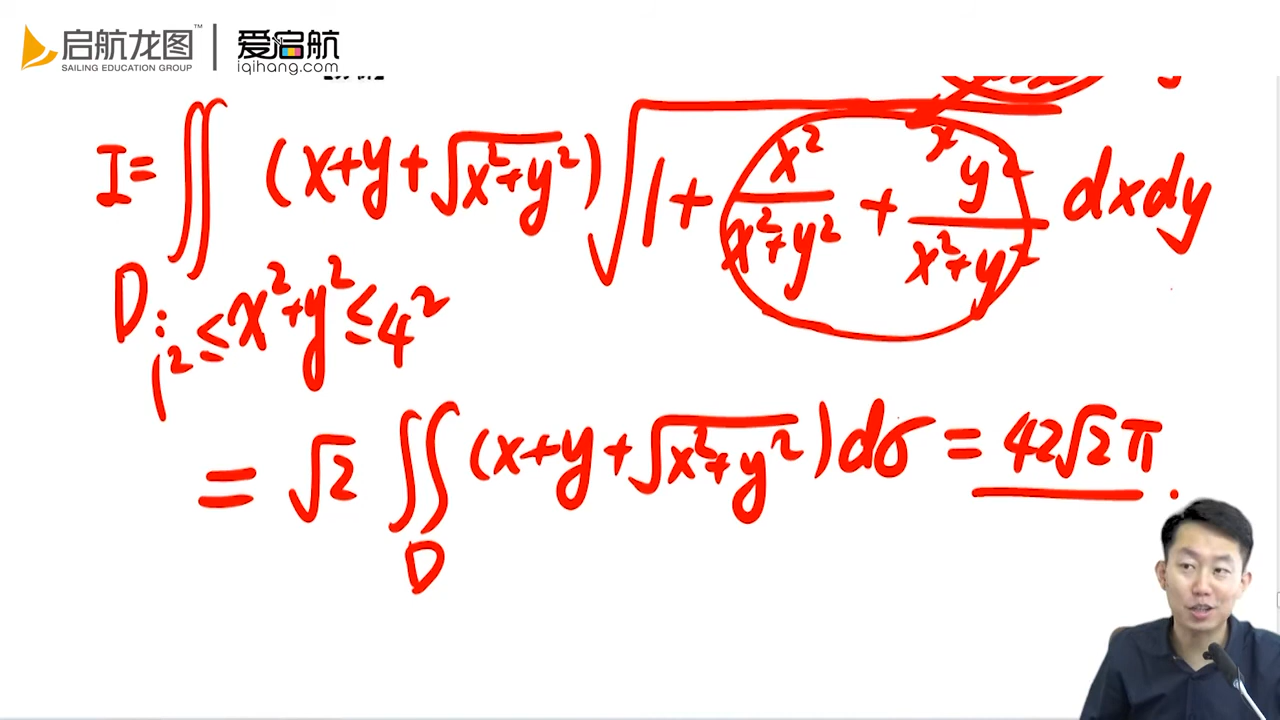 启航龙图™ | 爱启航
SAILING EDUCATION GROUP iqihang.com
I=∬ (x+y+√(x²+y²))√(1+x²/(x²+y²)+y²/(x²+y²)) dxdy
D: 1²≤x²+y²≤4²
=√2 ∬_D (x+y+√(x²+y²))dσ = 42√2π.